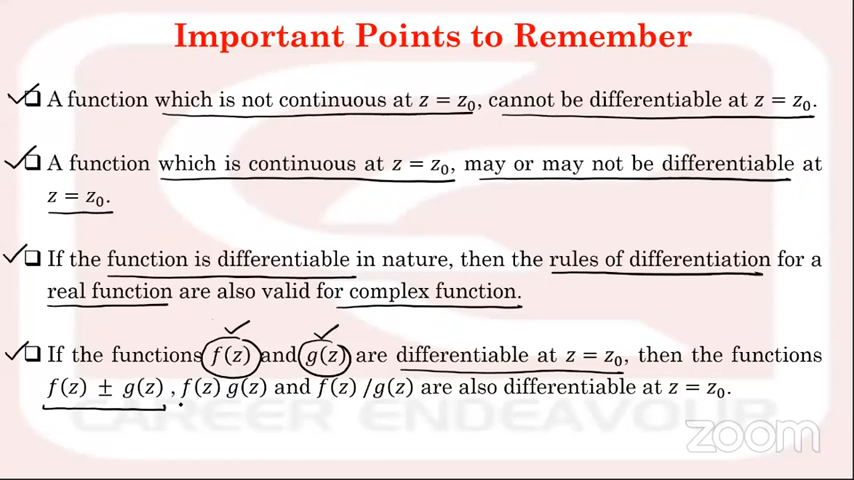 Important Points to Remember
A function which is not continuous at z = z₀, cannot be differentiable at z = z₀.
A function which is continuous at z = z₀, may or may not be differentiable at
z = z₀.
If the function is differentiable in nature, then the rules of differentiation for a
real function are also valid for complex function.
If the functions f(z) and g(z) are differentiable at z = z₀, then the functions
f(z) ± g(z) , f(z) g(z) and f(z) /g(z) are also differentiable at z = z₀.
CAREER ENDEAVOUR
zoom